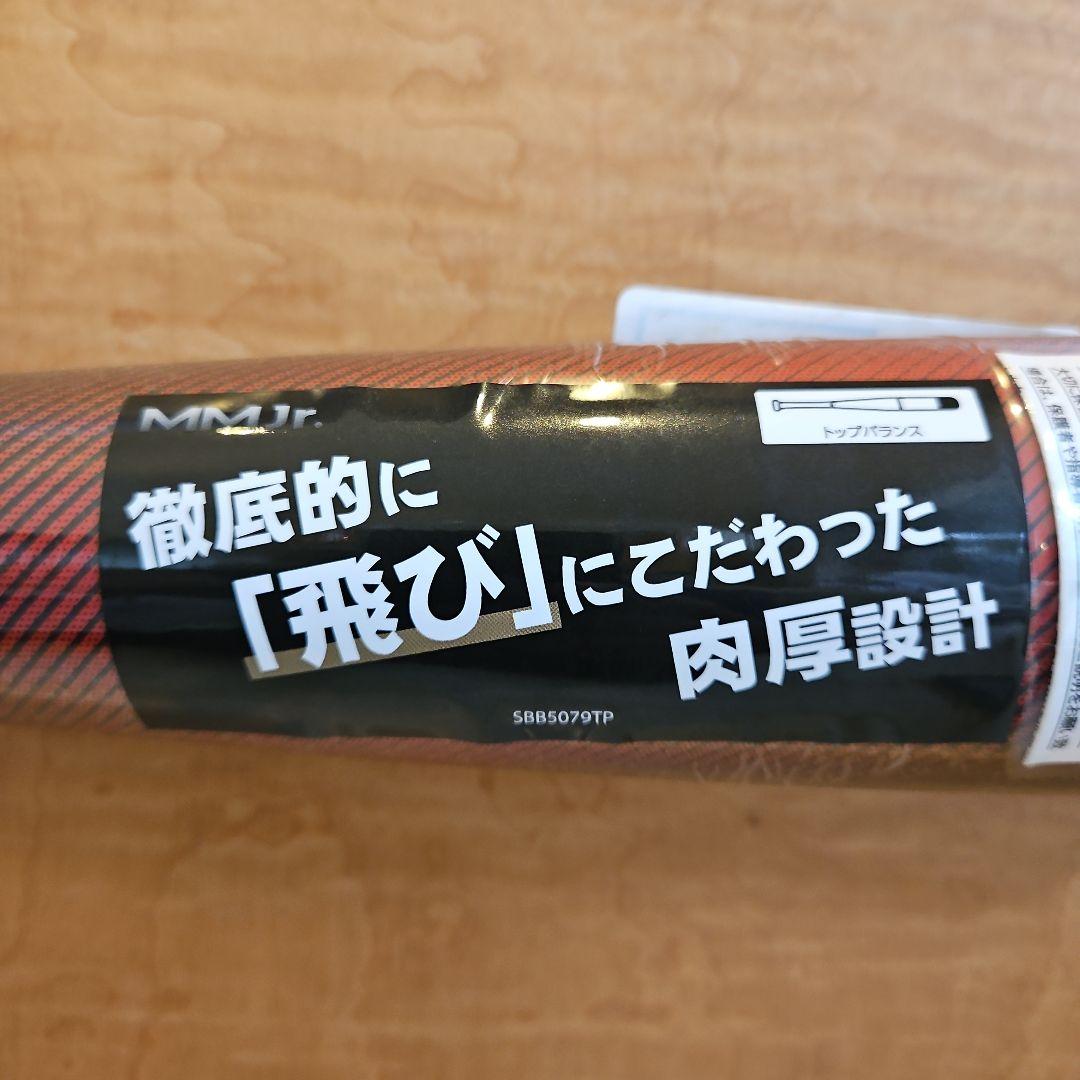 MMJr.
トップバランス
徹底的に
「飛び」にこだわった
肉厚設計
SBB5079TP